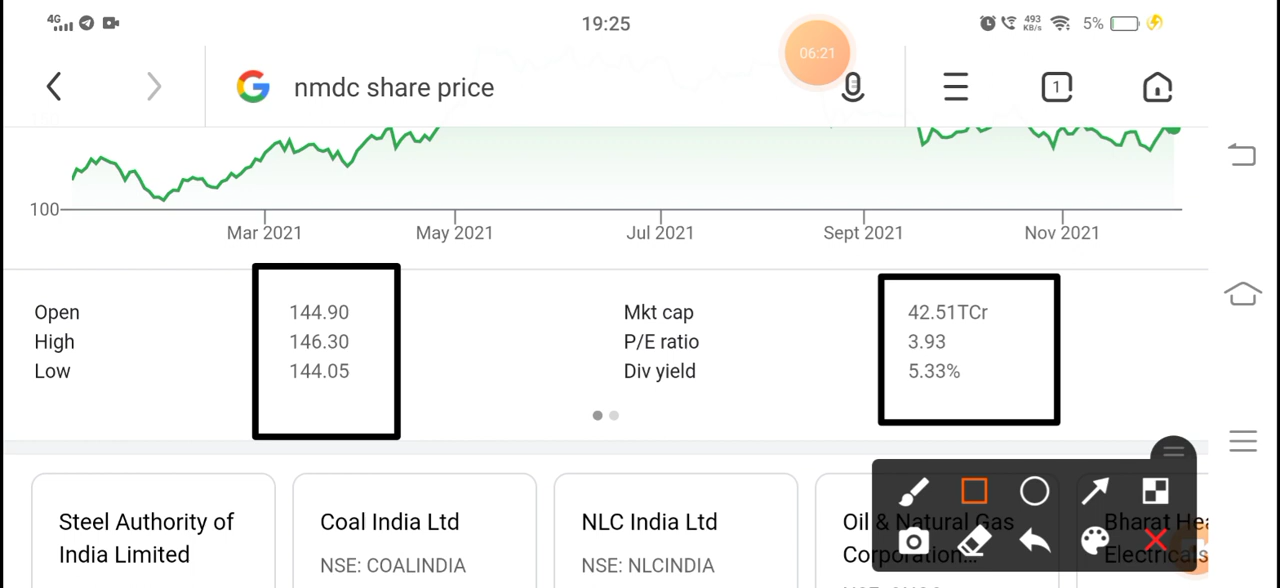 4G 19:25 493 KB/s 5%
06:21
nmdc share price 1
100
Mar 2021 May 2021 Jul 2021 Sept 2021 Nov 2021
Open 144.90 Mkt cap 42.51TCr
High 146.30 P/E ratio 3.93
Low 144.05 Div yield 5.33%
Steel Authority of India Limited
Coal India Ltd
NSE: COALINDIA
NLC India Ltd
NSE: NLCINDIA
Oil & Natural Gas
Corporation...
Bharat Hea
Electricals